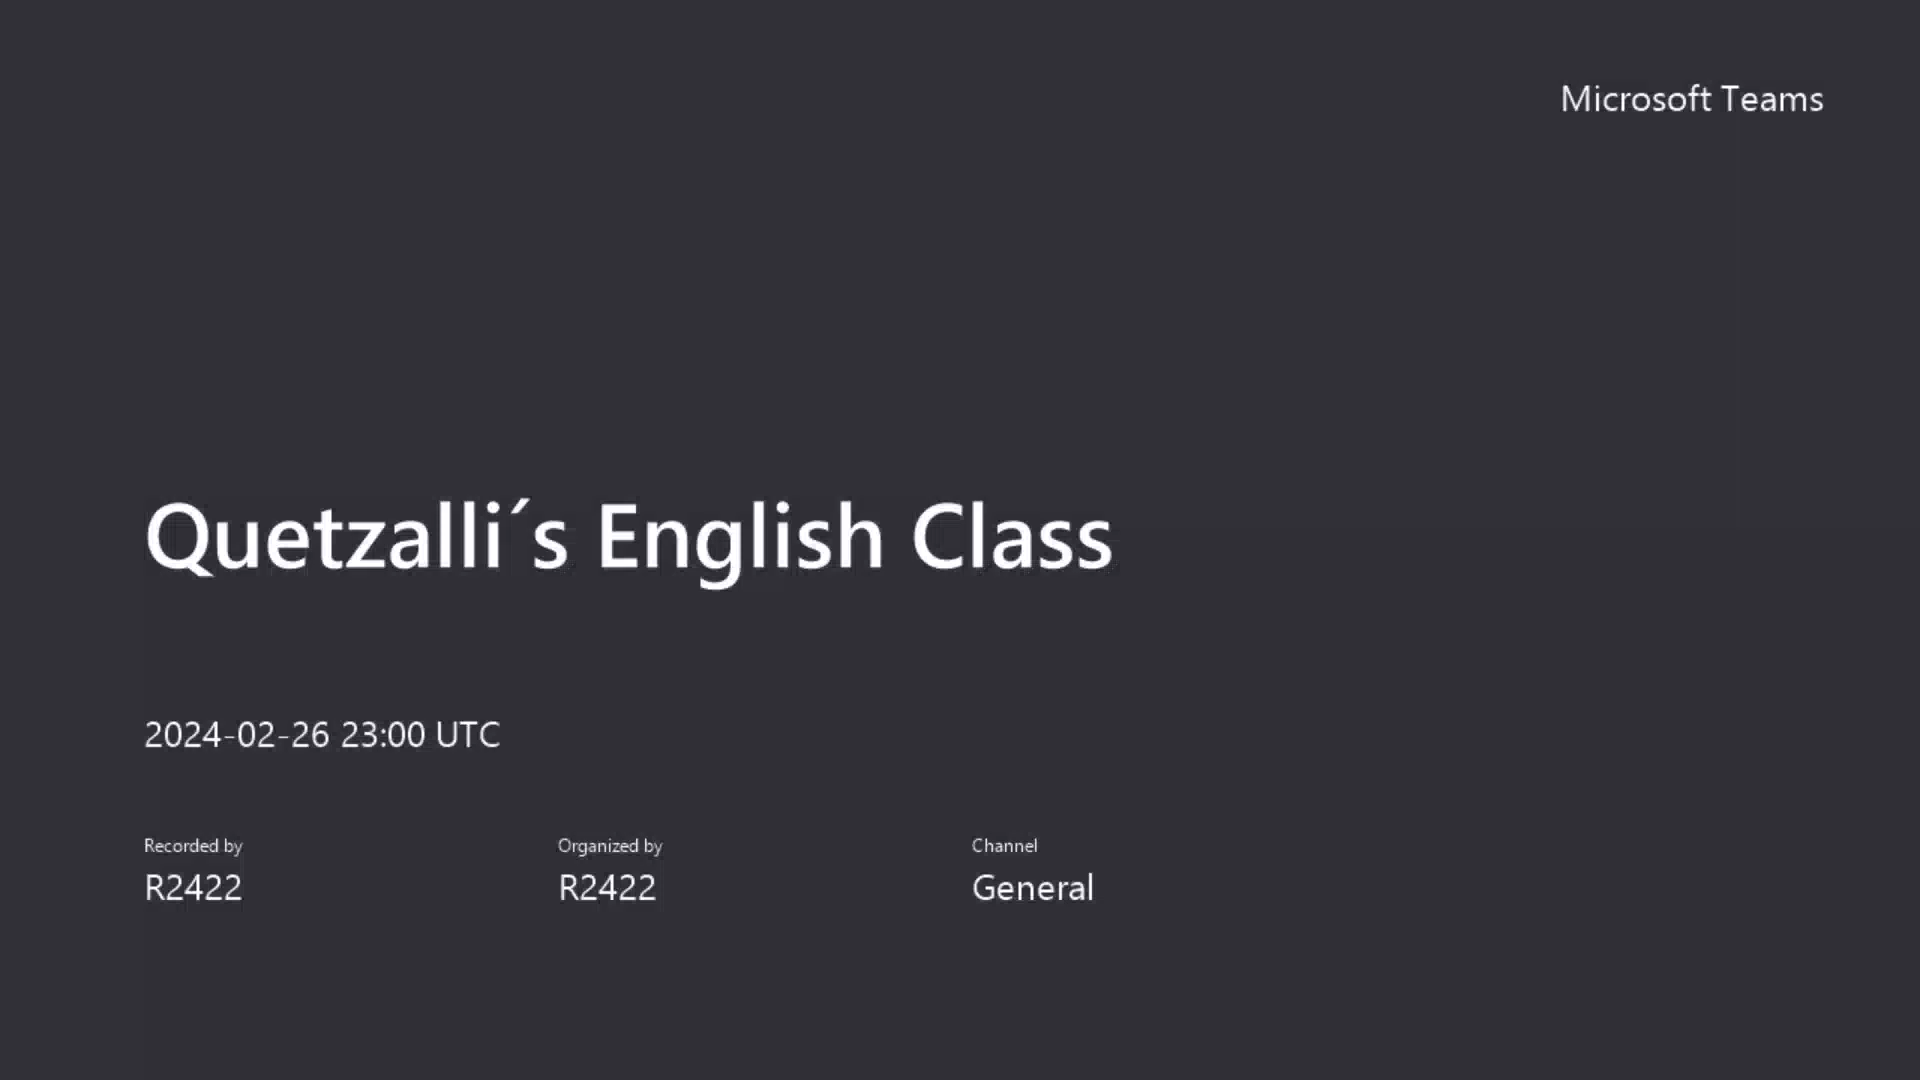 Microsoft Teams
Quetzalli´s English Class
2024-02-26 23:00 UTC
Recorded by
R2422
Organized by
R2422
Channel
General